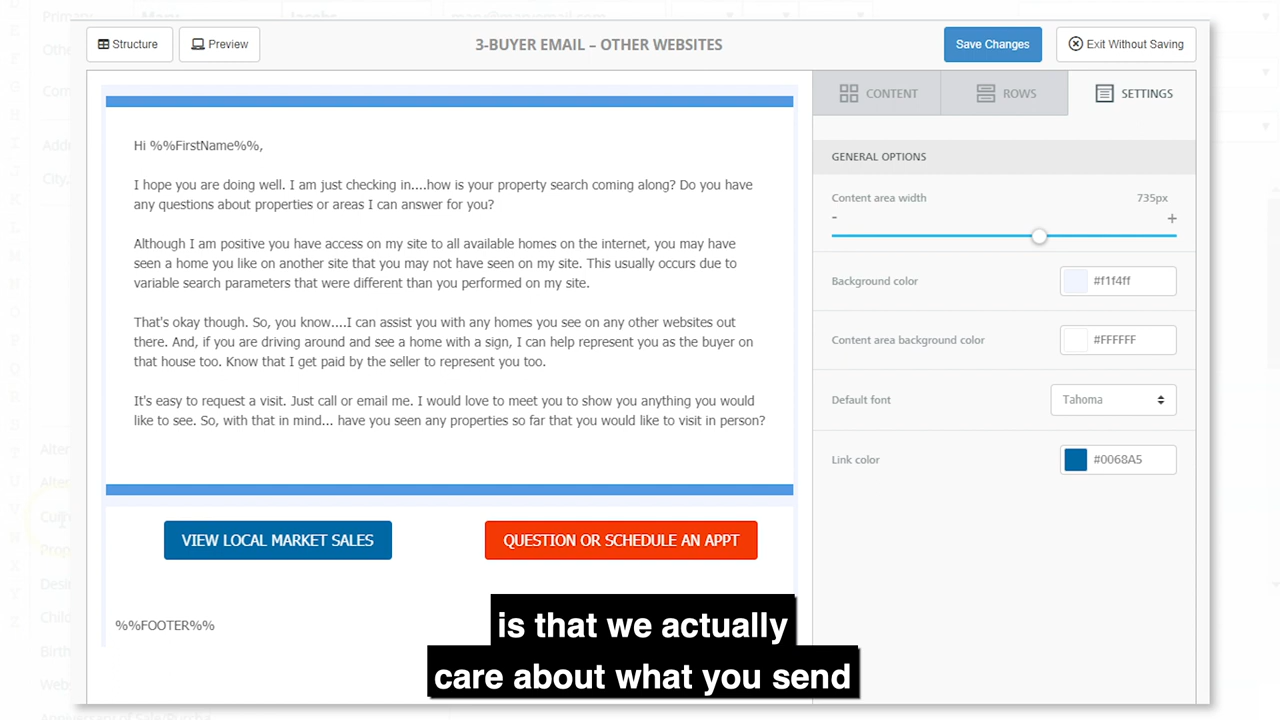 Structure
Preview
3-BUYER EMAIL – OTHER WEBSITES
Save Changes
Exit Without Saving
CONTENT
ROWS
SETTINGS
Hi %%FirstName%%,
I hope you are doing well. I am just checking in....how is your property search coming along? Do you have
any questions about properties or areas I can answer for you?
Although I am positive you have access on my site to all available homes on the internet, you may have
seen a home you like on another site that you may not have seen on my site. This usually occurs due to
variable search parameters that were different than you performed on my site.
That's okay though. So, you know....I can assist you with any homes you see on any other websites out
there. And, if you are driving around and see a home with a sign, I can help represent you as the buyer on
that house too. Know that I get paid by the seller to represent you too.
It's easy to request a visit. Just call or email me. I would love to meet you to show you anything you would
like to see. So, with that in mind... have you seen any properties so far that you would like to visit in person?
VIEW LOCAL MARKET SALES
QUESTION OR SCHEDULE AN APPT
%%FOOTER%%
GENERAL OPTIONS
Content area width
735px
-
+
Background color
#f1f4ff
Content area background color
#FFFFFF
Default font
Tahoma
Link color
#0068A5
is that we actually
care about what you send